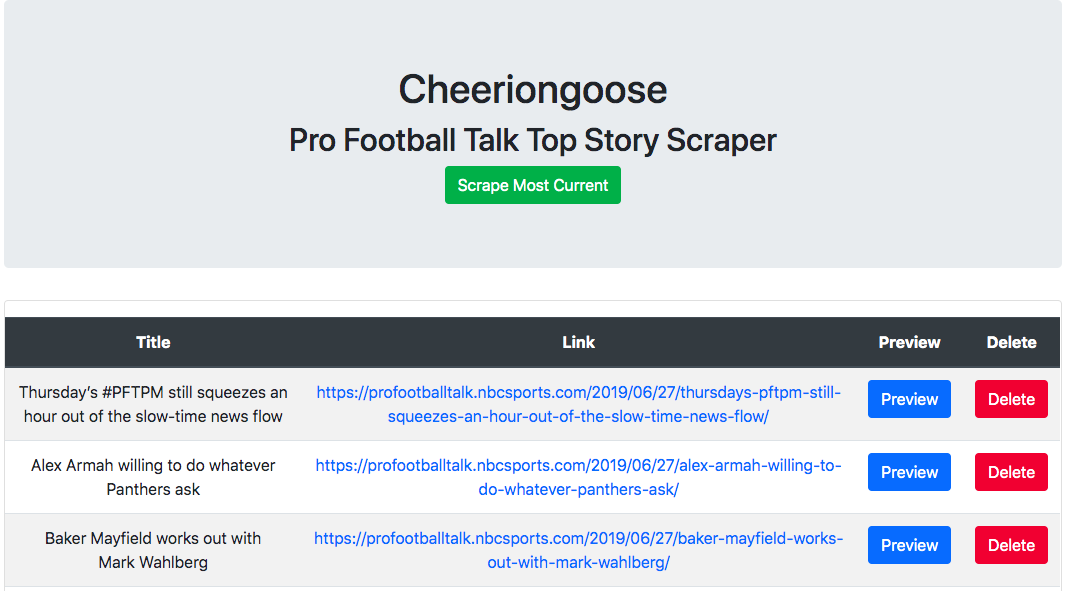 Cheeriongoose
Pro Football Talk Top Story Scraper
Scrape Most Current
Title Link Preview Delete
Thursday’s #PFTPM still squeezes an
hour out of the slow-time news flow
https://profootballtalk.nbcsports.com/2019/06/27/thursdays-pftpm-still-
squeezes-an-hour-out-of-the-slow-time-news-flow/
Preview
Delete
Alex Armah willing to do whatever
Panthers ask
https://profootballtalk.nbcsports.com/2019/06/27/alex-armah-willing-to-
do-whatever-panthers-ask/
Preview
Delete
Baker Mayfield works out with
Mark Wahlberg
https://profootballtalk.nbcsports.com/2019/06/27/baker-mayfield-works-
out-with-mark-wahlberg/
Preview
Delete